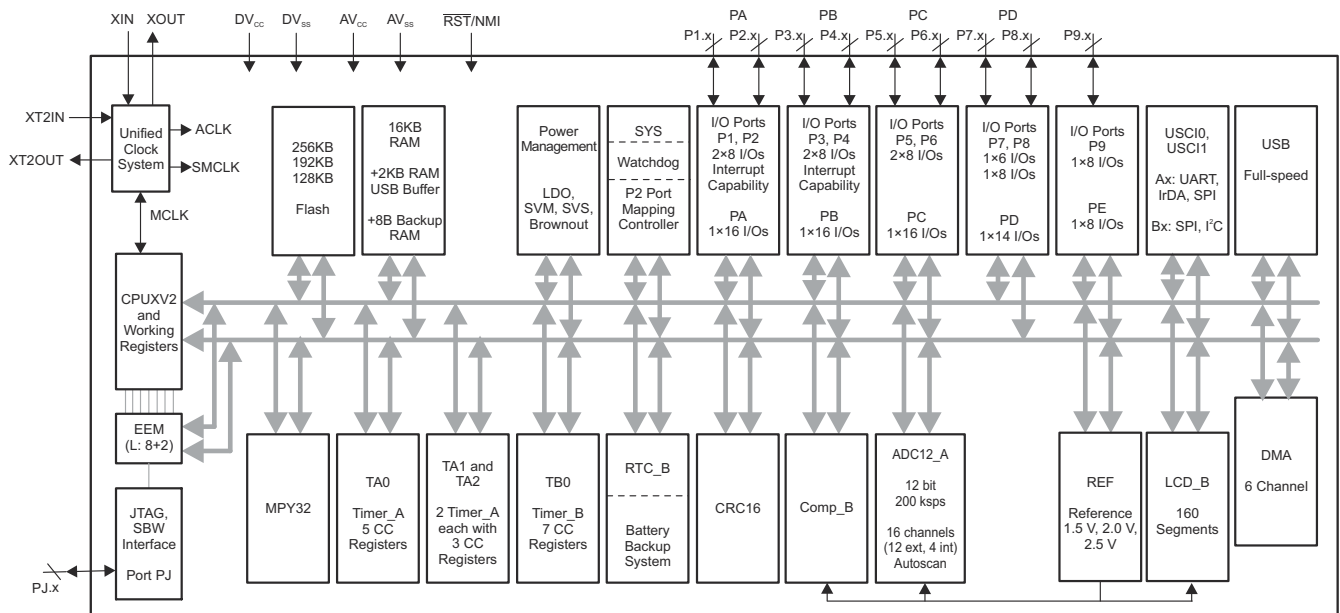 XIN XOUT DVCC DVSS AVCC AVSS RST/NMI
PA PB PC PD
P1.x P2.x P3.x P4.x P5.x P6.x P7.x P8.x P9.x
XT2IN
XT2OUT
Unified
Clock
System
ACLK
SMCLK
MCLK
256KB
192KB
128KB
Flash
16KB
RAM
+2KB RAM
USB Buffer
+8B Backup
RAM
Power
Management
LDO,
SVM, SVS,
Brownout
SYS
Watchdog
P2 Port
Mapping
Controller
I/O Ports
P1, P2
2×8 I/Os
Interrupt
Capability
PA
1×16 I/Os
I/O Ports
P3, P4
2×8 I/Os
Interrupt
Capability
PB
1×16 I/Os
I/O Ports
P5, P6
2×8 I/Os
PC
1×16 I/Os
I/O Ports
P7, P8
1×6 I/Os
1×8 I/Os
PD
1×14 I/Os
I/O Ports
P9
1×8 I/Os
PE
1×8 I/Os
USCI0,
USCI1
Ax: UART,
IrDA, SPI
Bx: SPI, I²C
USB
Full-speed
CPUXV2
and
Working
Registers
EEM
(L: 8+2)
JTAG,
SBW
Interface
Port PJ
PJ.x
MPY32
TA0
Timer_A
5 CC
Registers
TA1 and
TA2
2 Timer_A
each with
3 CC
Registers
TB0
Timer_B
7 CC
Registers
RTC_B
Battery
Backup
System
CRC16
Comp_B
ADC12_A
12 bit
200 ksps
16 channels
(12 ext, 4 int)
Autoscan
REF
Reference
1.5 V, 2.0 V,
2.5 V
LCD_B
160
Segments
DMA
6 Channel